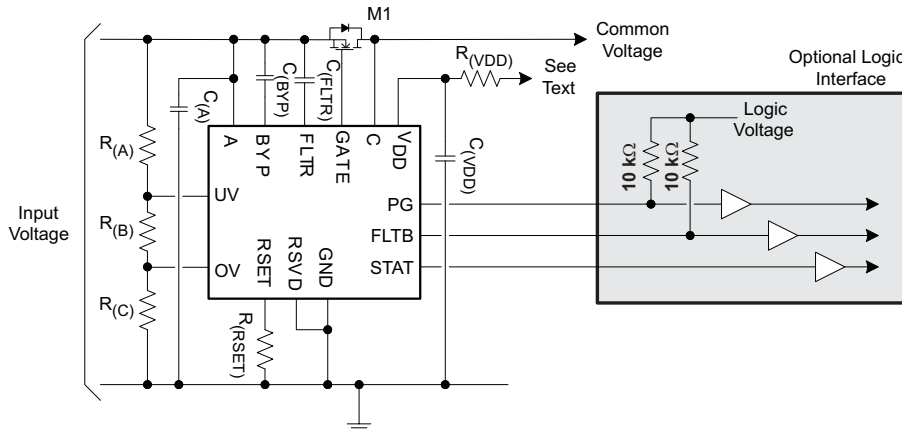 M1
Common
Voltage
R(VDD)
See
Text
Optional Logic
Interface
Logic
Voltage
C(A)
C(BYP)
C(FLTR)
C(VDD)
10 kΩ
10 kΩ
R(A)
A
BYP
FLTR
GATE
C
VDD
UV
PG
Input
Voltage
R(B)
FLTB
OV
RSET
RSVD
GND
STAT
R(C)
R(RSET)